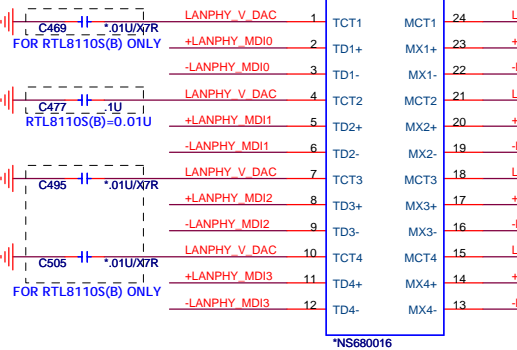 C469 *.01U/X7R LANPHY_V_DAC 1 TCT1 MCT1 24 L
FOR RTL8110S(B) ONLY +LANPHY_MDI0 2 TD1+ MX1+ 23 +
-LANPHY_MDI0 3 TD1- MX1- 22 -
C477 .1U LANPHY_V_DAC 4 TCT2 MCT2 21 L
RTL8110S(B)=0.01U +LANPHY_MDI1 5 TD2+ MX2+ 20 +
-LANPHY_MDI1 6 TD2- MX2- 19 -
C495 *.01U/X7R LANPHY_V_DAC 7 TCT3 MCT3 18 L
+LANPHY_MDI2 8 TD3+ MX3+ 17 +
-LANPHY_MDI2 9 TD3- MX3- 16 -
C505 *.01U/X7R LANPHY_V_DAC 10 TCT4 MCT4 15 L
FOR RTL8110S(B) ONLY +LANPHY_MDI3 11 TD4+ MX4+ 14 +
-LANPHY_MDI3 12 TD4- MX4- 13 -
*NS680016